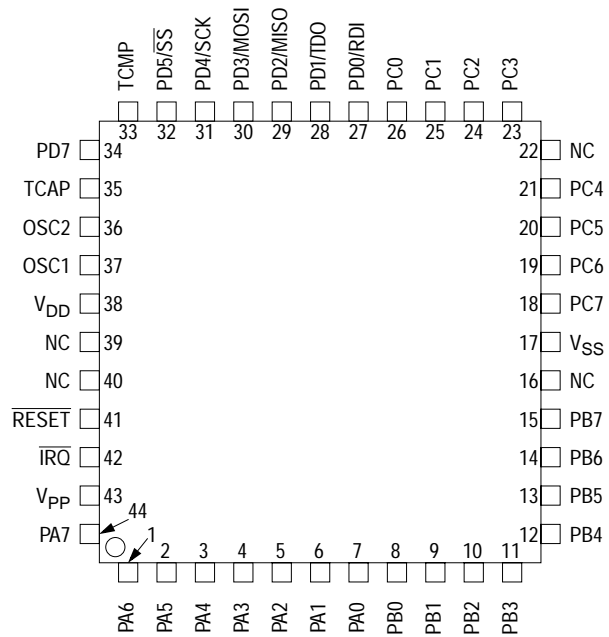 TCMP PD5/S̅S̅ PD4/SCK PD3/MOSI PD2/MISO PD1/TDO PD0/RDI PC0 PC1 PC2 PC3
33 32 31 30 29 28 27 26 25 24 23
PD7 34 22 NC
TCAP 35 21 PC4
OSC2 36 20 PC5
OSC1 37 19 PC6
VDD 38 18 PC7
NC 39 17 VSS
NC 40 16 NC
R̅E̅S̅E̅T̅ 41 15 PB7
I̅R̅Q̅ 42 14 PB6
VPP 43 13 PB5
PA7 44 12 PB4
1 2 3 4 5 6 7 8 9 10 11
PA6 PA5 PA4 PA3 PA2 PA1 PA0 PB0 PB1 PB2 PB3